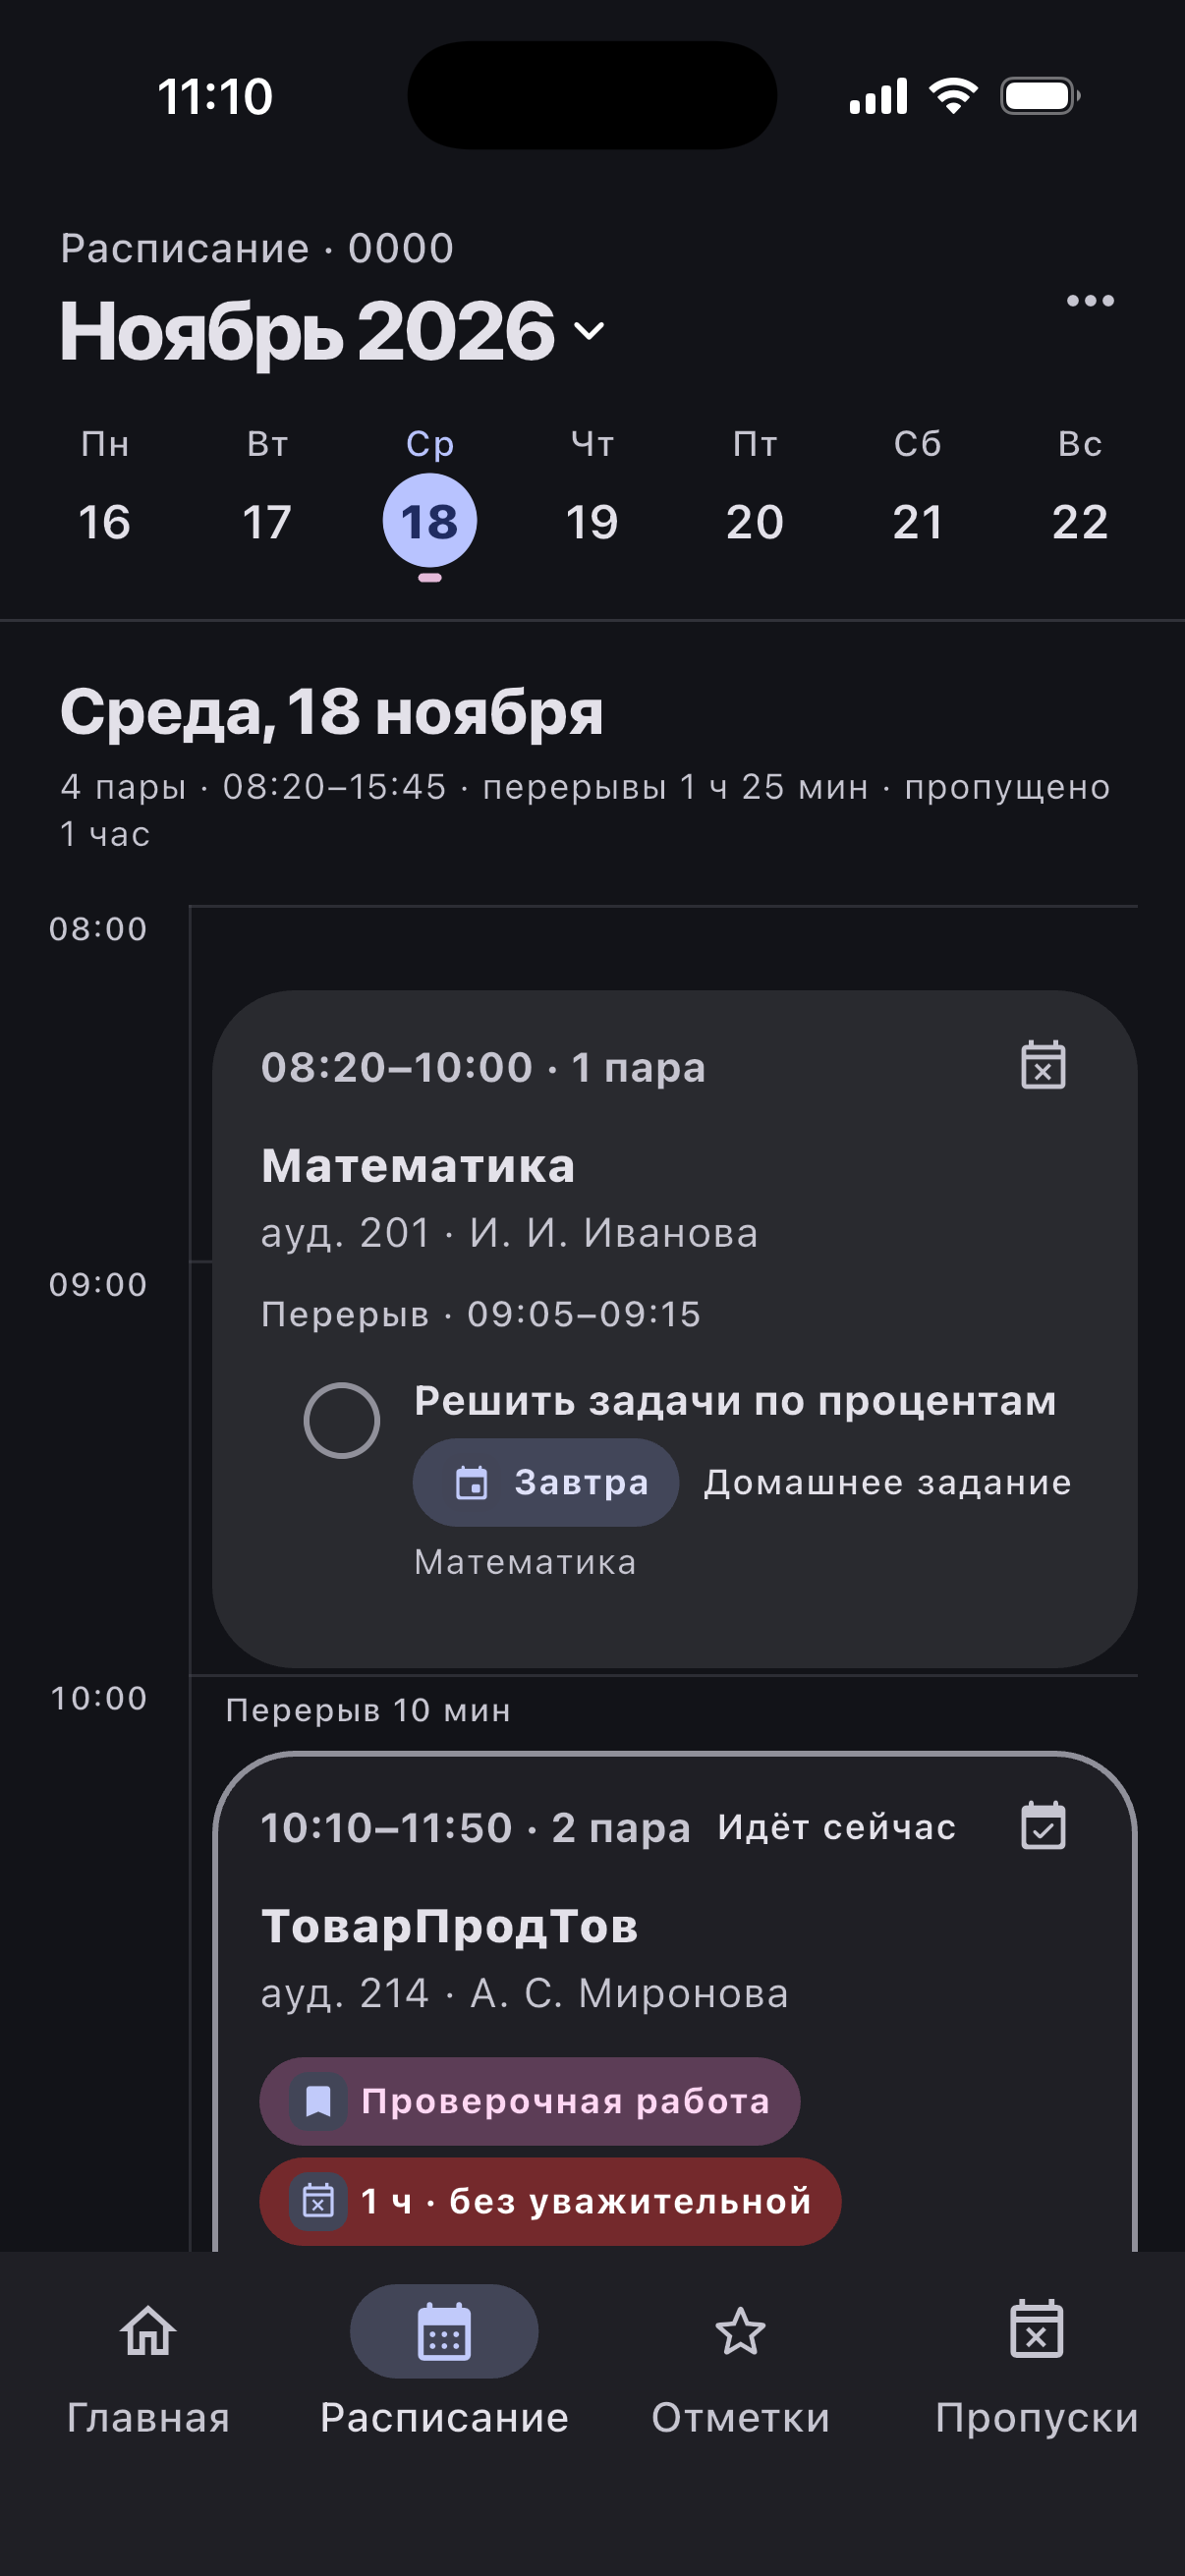 11:10
Расписание · 0000
Ноябрь 2026
Пн Вт Ср Чт Пт Сб Вс
16 17 18 19 20 21 22
Среда, 18 ноября
4 пары · 08:20–15:45 · перерывы 1 ч 25 мин · пропущено
1 час
08:00
08:20–10:00 · 1 пара
Математика
ауд. 201 · И. И. Иванова
09:00
Перерыв · 09:05–09:15
Решить задачи по процентам
Завтра Домашнее задание
Математика
10:00
Перерыв 10 мин
10:10–11:50 · 2 пара Идёт сейчас
ТоварПродТов
ауд. 214 · А. С. Миронова
Проверочная работа
1 ч · без уважительной
Главная Расписание Отметки Пропуски